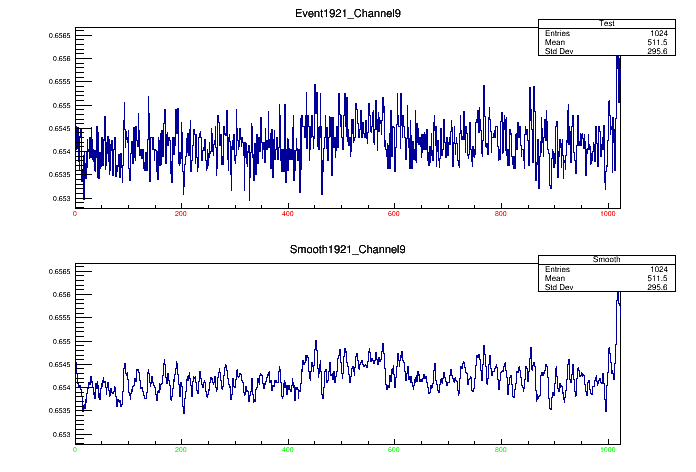 Event1921_Channel9
Test
Entries 1024
Mean 511.5
Std Dev 295.6
0.6565
0.656
0.6555
0.655
0.6545
0.654
0.6535
0.653
0 200 400 600 800 1000
Smooth1921_Channel9
Smooth
Entries 1024
Mean 511.5
Std Dev 295.6
0.6565
0.656
0.6555
0.655
0.6545
0.654
0.6535
0.653
0 200 400 600 800 1000